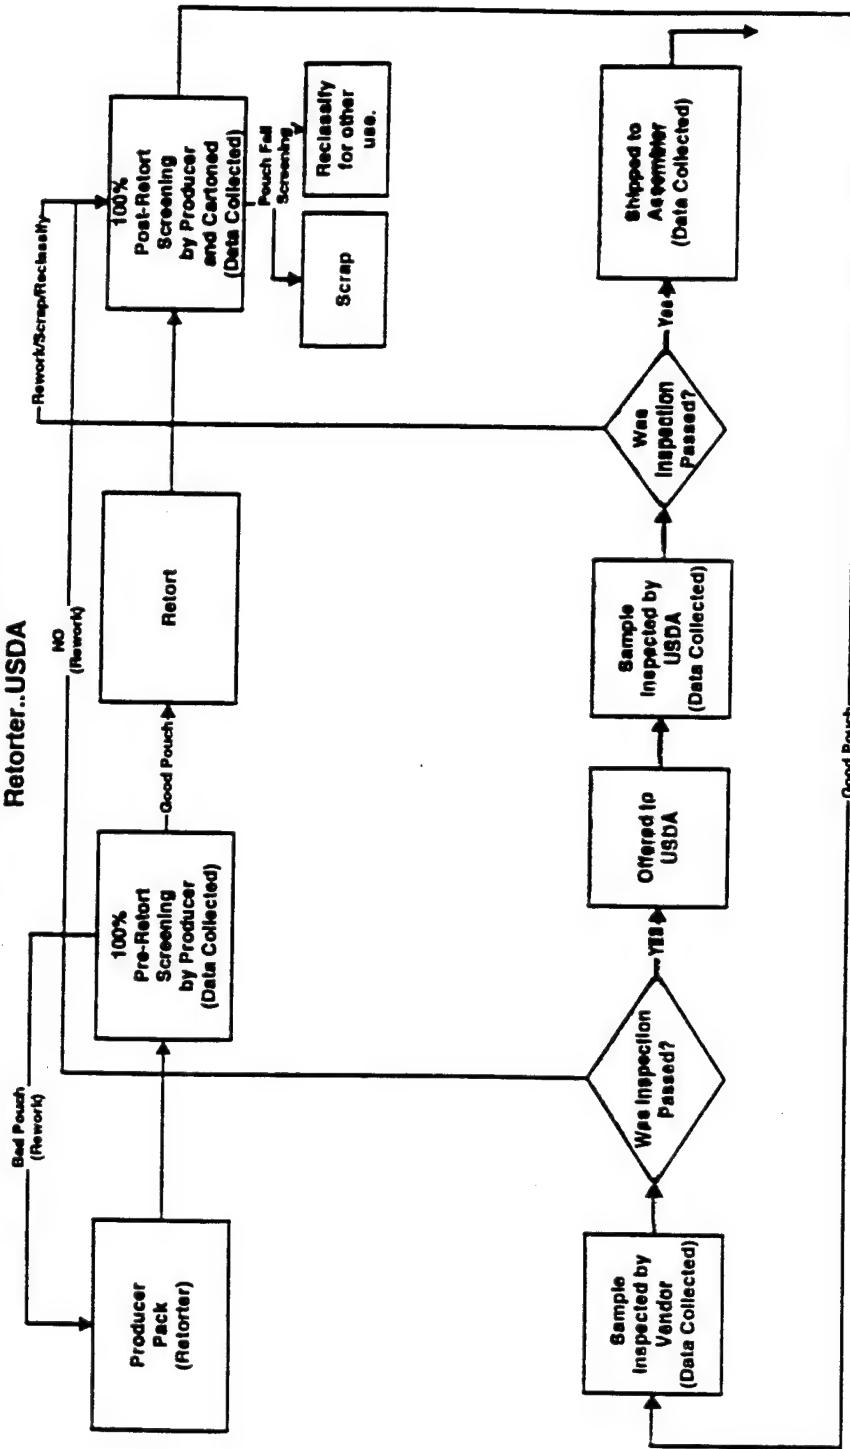 Retorter..USDA
Bad Pouch
(Rework)
NO
(Rework)
Rework/Scrap/Reclassify
Producer
Pack
(Retorter)
100%
Pre-Retort
Screening
by Producer
(Data Collected)
Good Pouch
Retort
100%
Post-Retort
Screening
by Producer
and Cartoned
(Data Collected)
Pouch Fail
Screening
Scrap
Reclassify
for other
use.
Sample
Inspected by
Vendor
(Data Collected)
Was Inspection
Passed?
YES
Offered to
USDA
Sample
Inspected by
USDA
(Data Collected)
Was
Inspection
Passed?
Yes
Shipped to
Assembler
(Data Collected)
Good Pouch